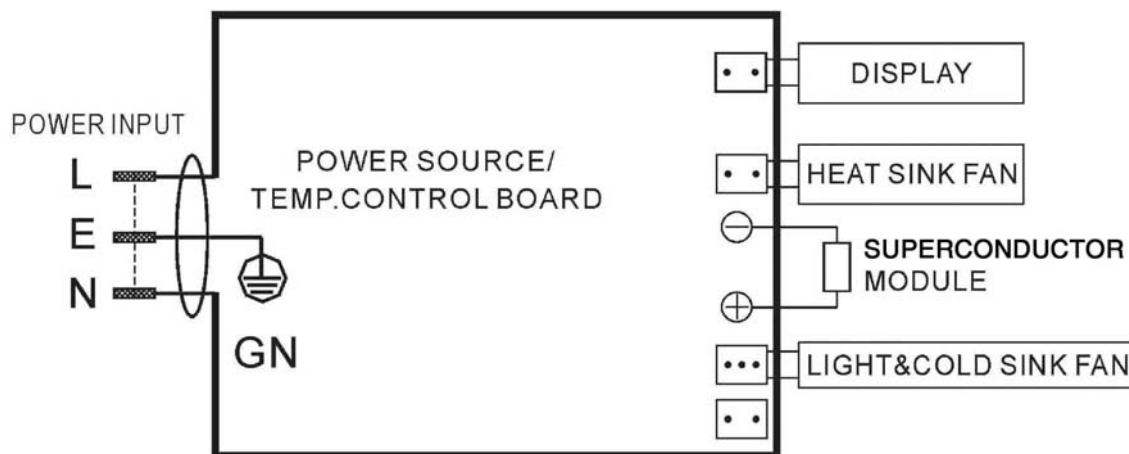 POWER INPUT
L
E
N
GN
POWER SOURCE/
TEMP.CONTROL BOARD
DISPLAY
HEAT SINK FAN
SUPERCONDUCTOR
MODULE
LIGHT&COLD SINK FAN